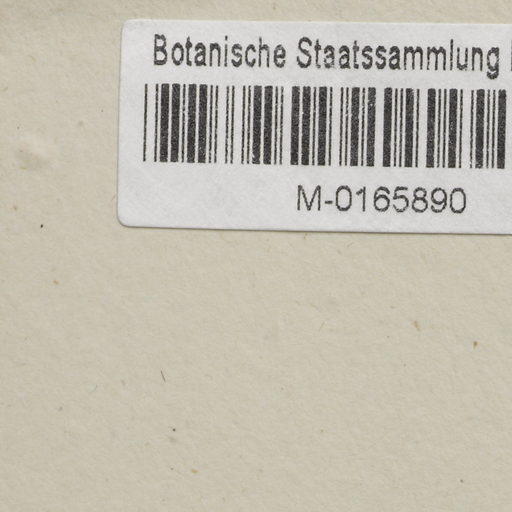 Botanische Staatssammlung
M-0165890